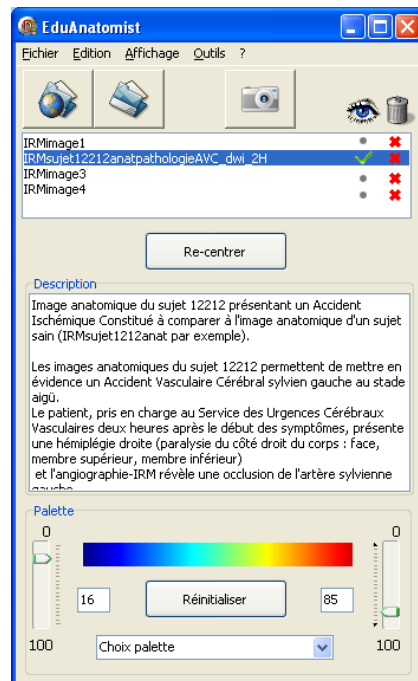 EduAnatomist
Fichier Edition Affichage Outils ?
IRMimage1
IRMsujet12212anatpathologieAVC_dwi_2H
IRMimage3
IRMimage4
Re-centrer
Description
Image anatomique du sujet 12212 présentant un Accident
Ischémique Constitué à comparer à l'image anatomique d'un sujet
sain (IRMsujet1212anat par exemple).
Les images anatomiques du sujet 12212 permettent de mettre en
évidence un Accident Vasculaire Cérébral sylvien gauche au stade
aigü.
Le patient, pris en charge au Service des Urgences Cérébraux
Vasculaires deux heures après le début des symptômes, présente
une hémiplégie droite (paralysie du côté droit du corps : face,
membre supérieur, membre inférieur)
et l'angiographie-IRM révèle une occlusion de l'artère sylvienne
gauche
Palette
0 0
16 Réinitialiser 85
100 Choix palette 100